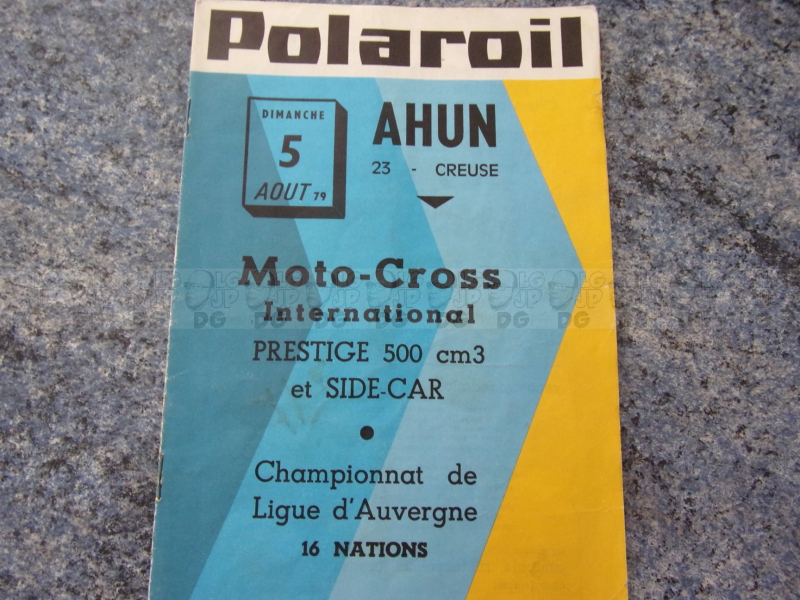 Polaroil
DIMANCHE
5
AOUT 79
AHUN
23 - CREUSE
Moto-Cross
International
PRESTIGE 500 cm3
et SIDE-CAR
Championnat de
Ligue d'Auvergne
16 NATIONS